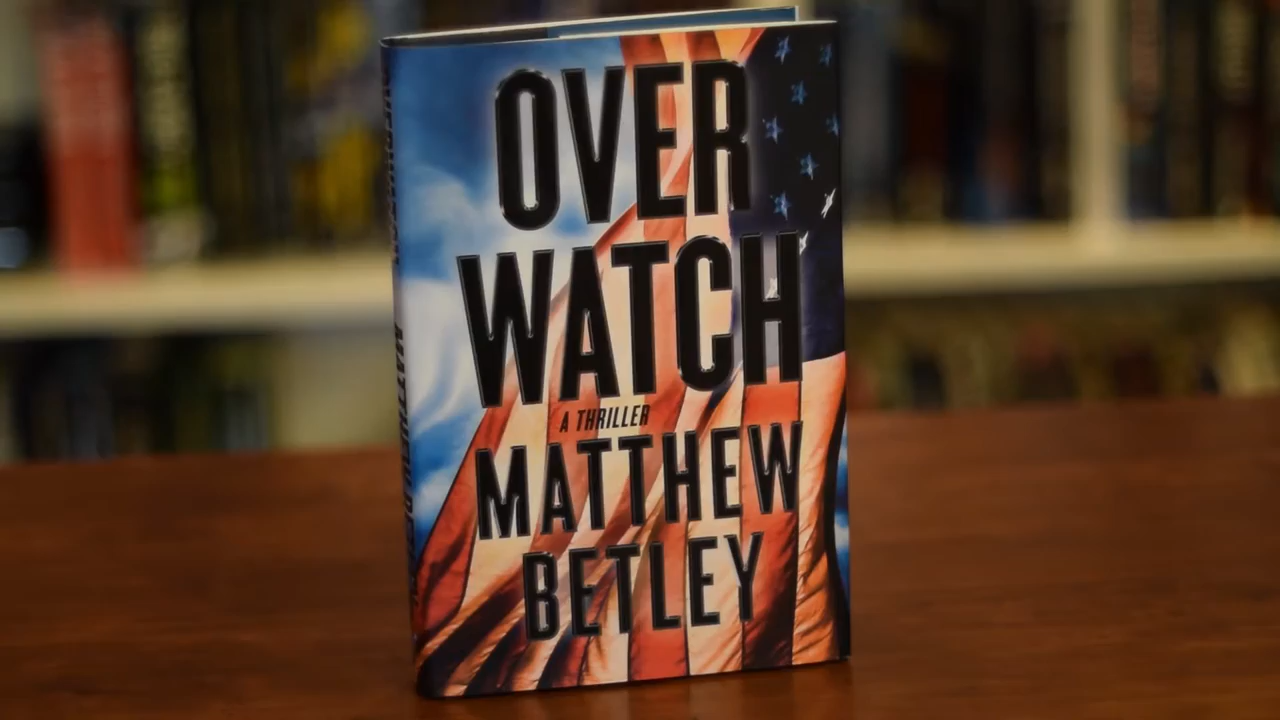 OVER
WATCH
A THRILLER
MATTHEW
BETLEY